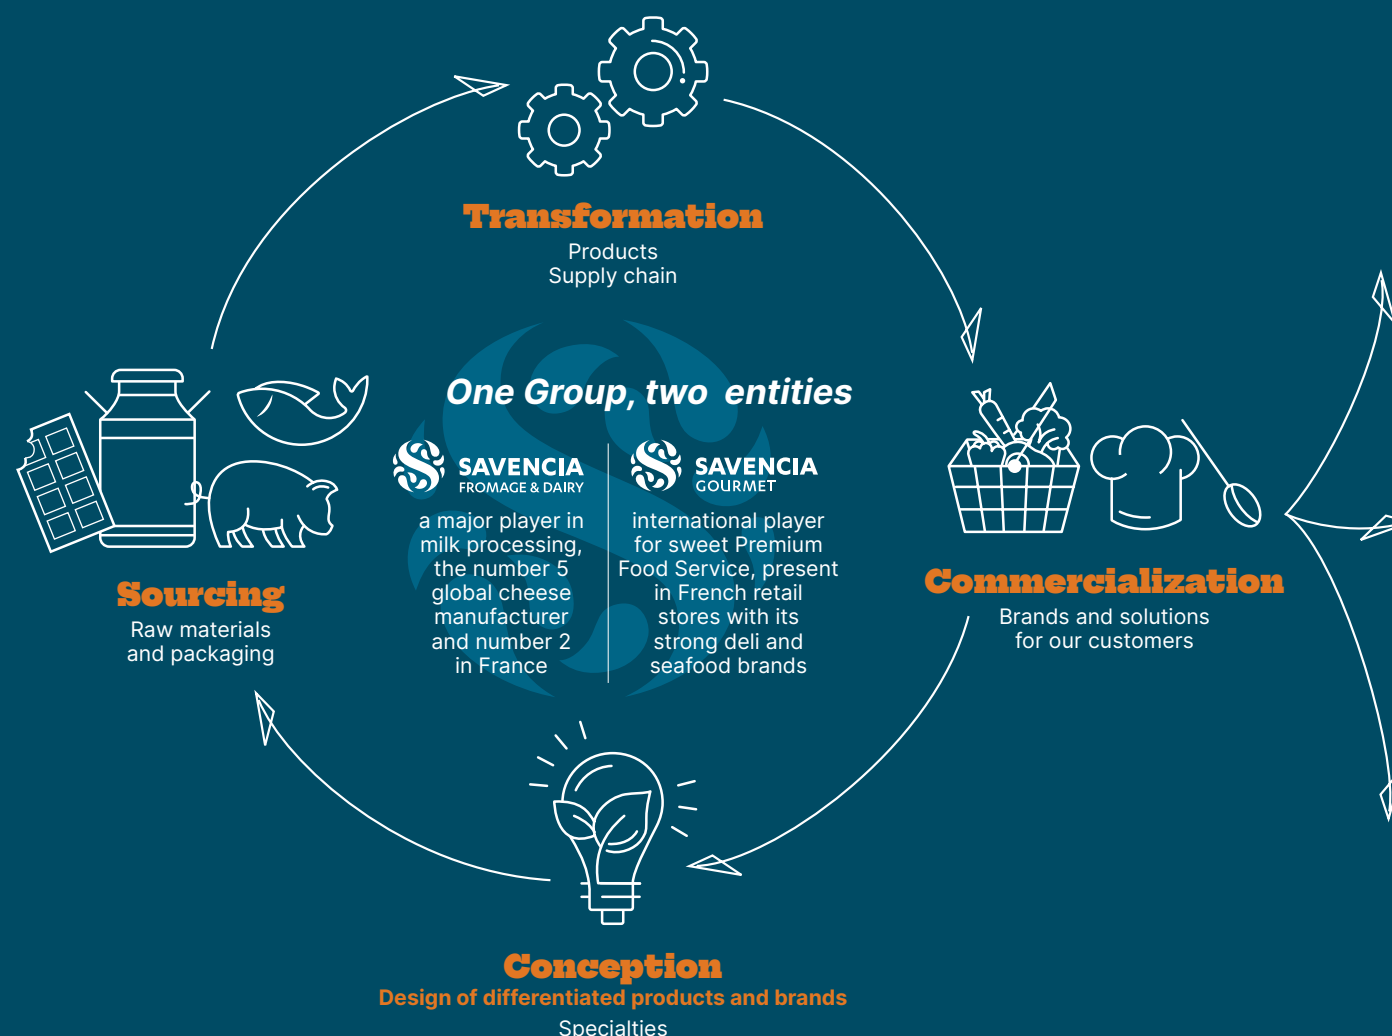 Transformation
Products
Supply chain
One Group, two entities
SAVENCIA
FROMAGE & DAIRY
a major player in
milk processing,
the number 5
global cheese
manufacturer
and number 2
in France
SAVENCIA
GOURMET
international player
for sweet Premium
Food Service, present
in French retail
stores with its
strong deli and
seafood brands
Sourcing
Raw materials
and packaging
Commercialization
Brands and solutions
for our customers
Conception
Design of differentiated products and brands
Specialties